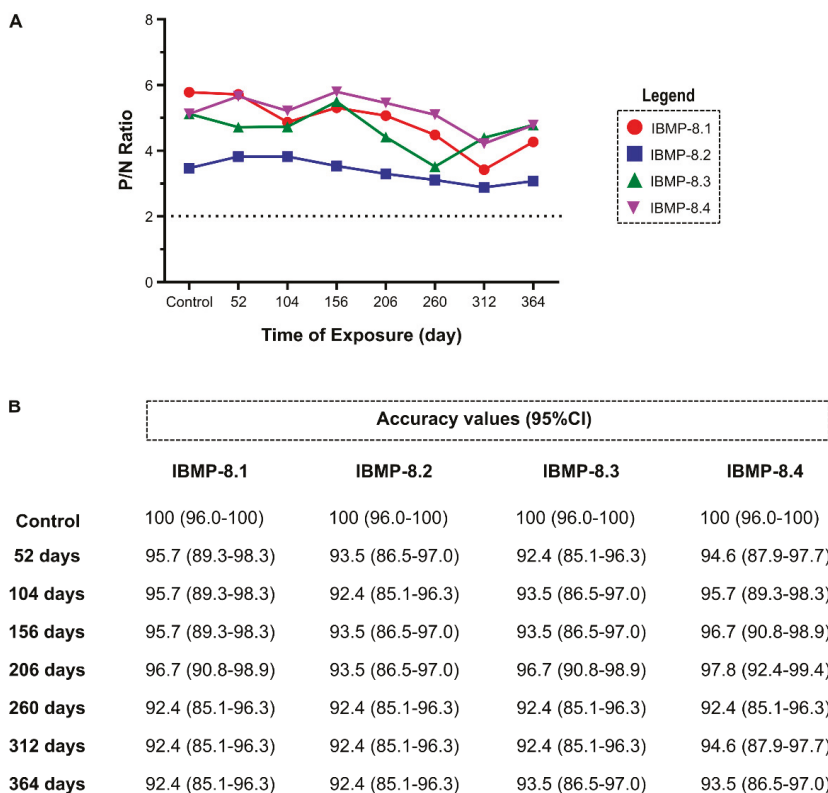 A
8
6
4
2
0
P/N Ratio
Control 52 104 156 206 260 312 364
Time of Exposure (day)
Legend
IBMP-8.1
IBMP-8.2
IBMP-8.3
IBMP-8.4
B
Accuracy values (95%CI)
IBMP-8.1 IBMP-8.2 IBMP-8.3 IBMP-8.4
Control 100 (96.0-100) 100 (96.0-100) 100 (96.0-100) 100 (96.0-100)
52 days 95.7 (89.3-98.3) 93.5 (86.5-97.0) 92.4 (85.1-96.3) 94.6 (87.9-97.7)
104 days 95.7 (89.3-98.3) 92.4 (85.1-96.3) 93.5 (86.5-97.0) 95.7 (89.3-98.3)
156 days 95.7 (89.3-98.3) 93.5 (86.5-97.0) 93.5 (86.5-97.0) 96.7 (90.8-98.9)
206 days 96.7 (90.8-98.9) 93.5 (86.5-97.0) 96.7 (90.8-98.9) 97.8 (92.4-99.4)
260 days 92.4 (85.1-96.3) 92.4 (85.1-96.3) 92.4 (85.1-96.3) 92.4 (85.1-96.3)
312 days 92.4 (85.1-96.3) 92.4 (85.1-96.3) 92.4 (85.1-96.3) 94.6 (87.9-97.7)
364 days 92.4 (85.1-96.3) 92.4 (85.1-96.3) 93.5 (86.5-97.0) 93.5 (86.5-97.0)